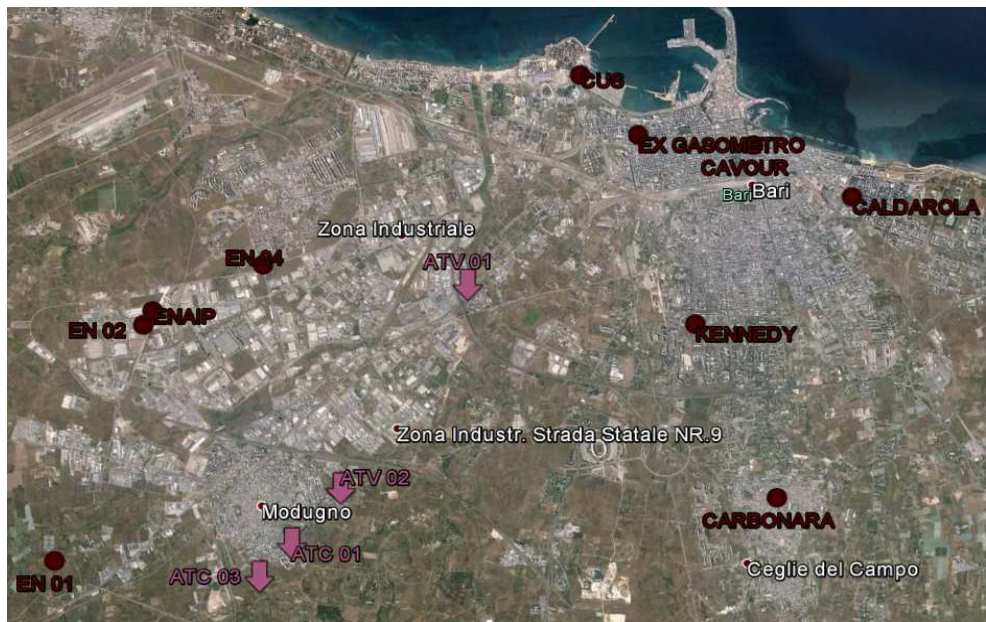 CUS
EX GASOMETRO
CAVOUR
Bari Bari
CALDAROLA
Zona Industriale
EN 04
ATV 01
ENAIP
EN 02
KENNEDY
Zona Industr. Strada Statale NR.9
ATV 02
Modugno
CARBONARA
ATC 01
Ceglie del Campo
ATC 03
EN 01